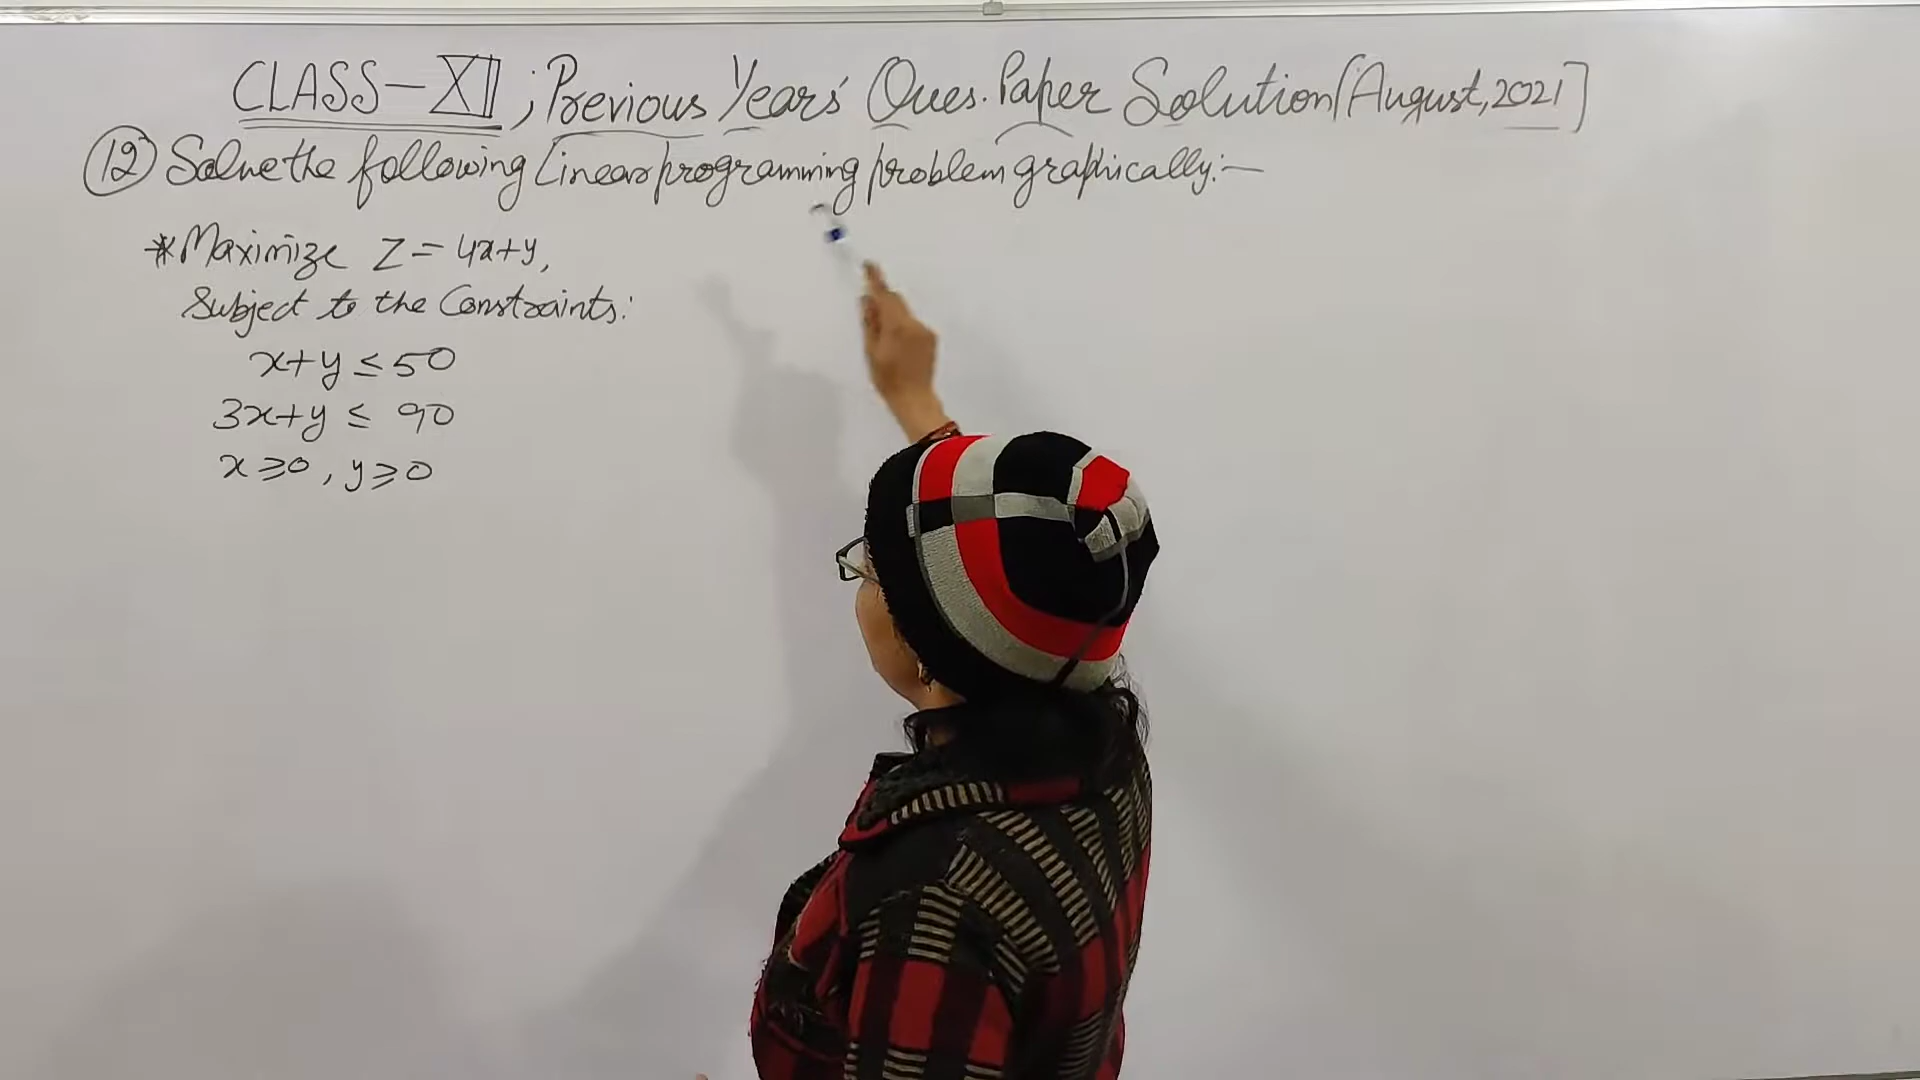 CLASS-XII; Previous Years' Ques. Paper Solution [August, 2021]
(12) Solve the following Linear programming problem graphically:-
*Maximize Z = 4x+y,
Subject to the Constraints:
x+y ≤ 50
3x+y ≤ 90
x ≥ 0, y ≥ 0